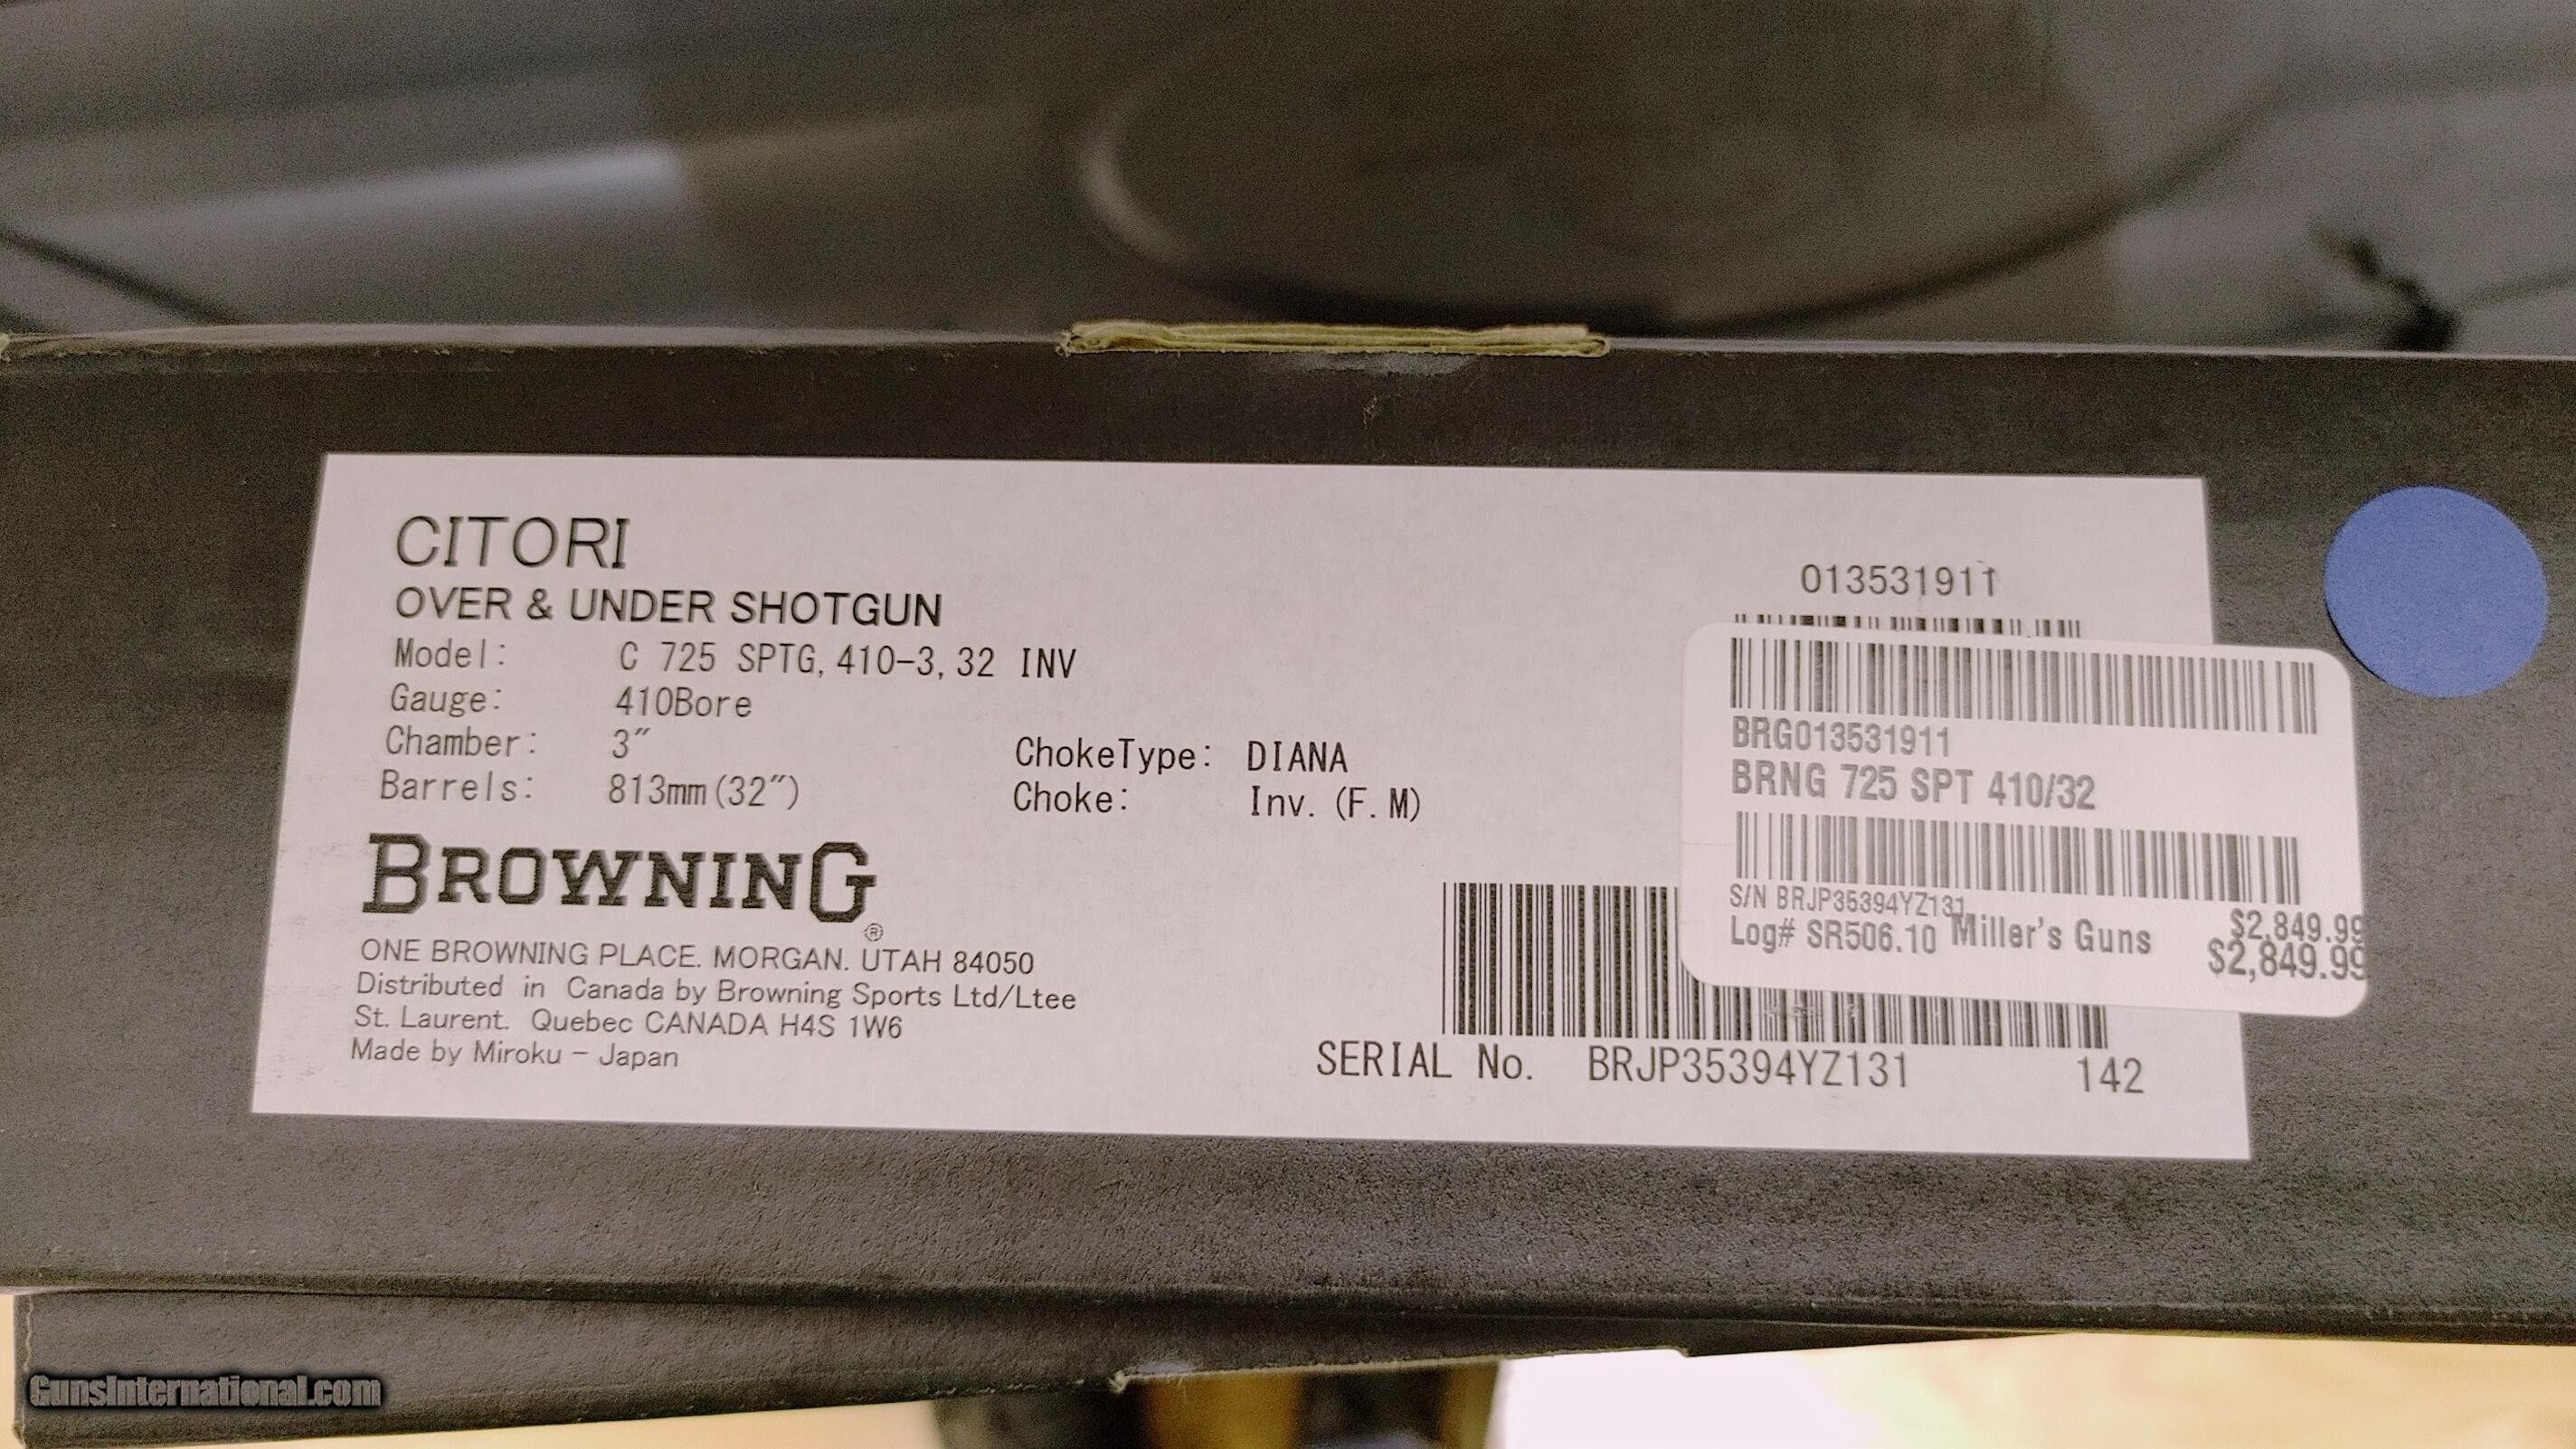 CITORI
OVER & UNDER SHOTGUN
Model: C 725 SPTG, 410-3, 32 INV
Gauge: 410Bore
Chamber: 3"
Barrels: 813mm(32")
ChokeType: DIANA
Choke: Inv. (F. M)
BROWNING®
ONE BROWNING PLACE. MORGAN. UTAH 84050
Distributed in Canada by Browning Sports Ltd/Ltee
St. Laurent. Quebec CANADA H4S 1W6
Made by Miroku - Japan
013531911
BRG013531911
BRNG 725 SPT 410/32
S/N BRJP35394YZ131
Log# SR506.10 Miller's Guns
$2,849.99
$2,849.99
SERIAL No. BRJP35394YZ131 142
GunsInternational.com